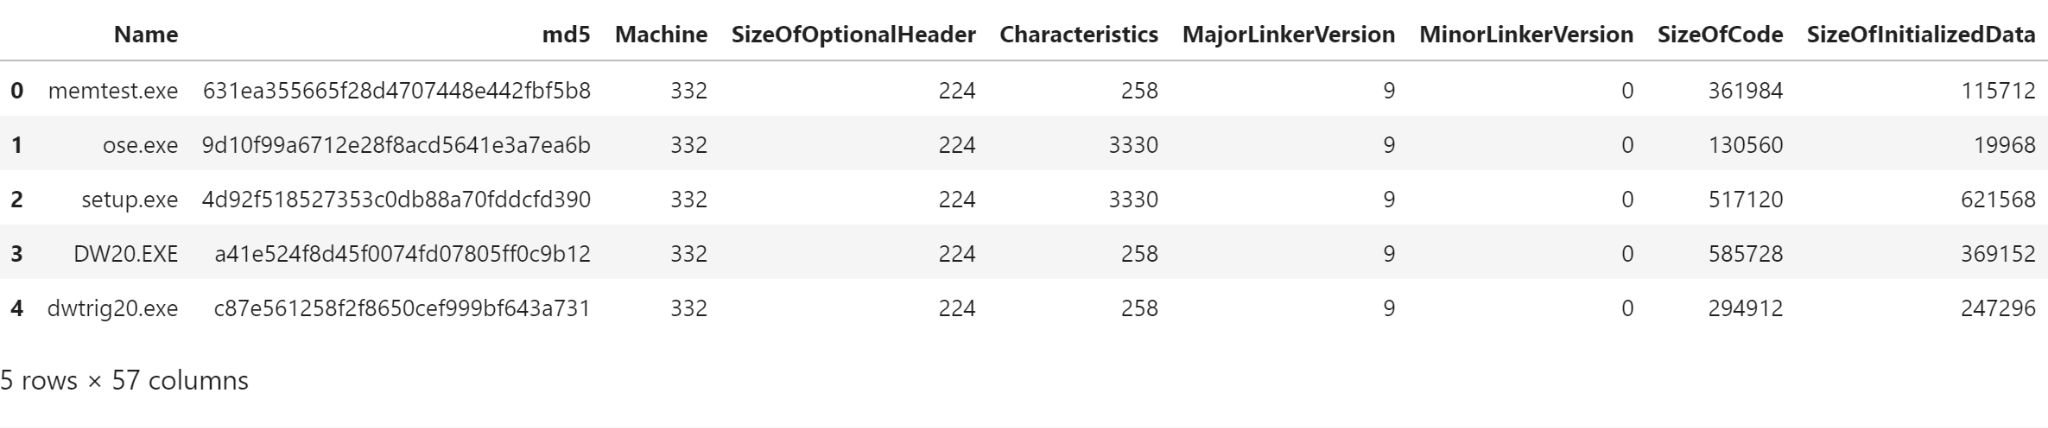 Name md5 Machine SizeOfOptionalHeader Characteristics MajorLinkerVersion MinorLinkerVersion SizeOfCode SizeOfInitializedData
0 memtest.exe 631ea355665f28d4707448e442fbf5b8 332 224 258 9 0 361984 115712
1 ose.exe 9d10f99a6712e28f8acd5641e3a7ea6b 332 224 3330 9 0 130560 19968
2 setup.exe 4d92f518527353c0db88a70fddcfd390 332 224 3330 9 0 517120 621568
3 DW20.EXE a41e524f8d45f0074fd07805ff0c9b12 332 224 258 9 0 585728 369152
4 dwtrig20.exe c87e561258f2f8650cef999bf643a731 332 224 258 9 0 294912 247296
5 rows × 57 columns